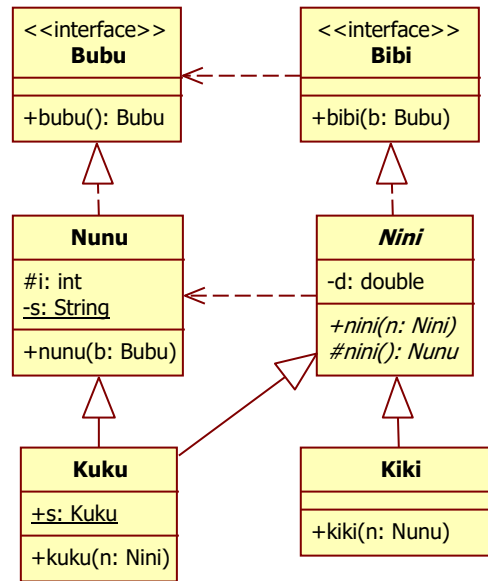 <<interface>>
Bubu
+bubu(): Bubu
<<interface>>
Bibi
+bibi(b: Bubu)
Nunu
#i: int
-s: String
+nunu(b: Bubu)
Nini
-d: double
+nini(n: Nini)
#nini(): Nunu
Kuku
+s: Kuku
+kuku(n: Nini)
Kiki
+kiki(n: Nunu)